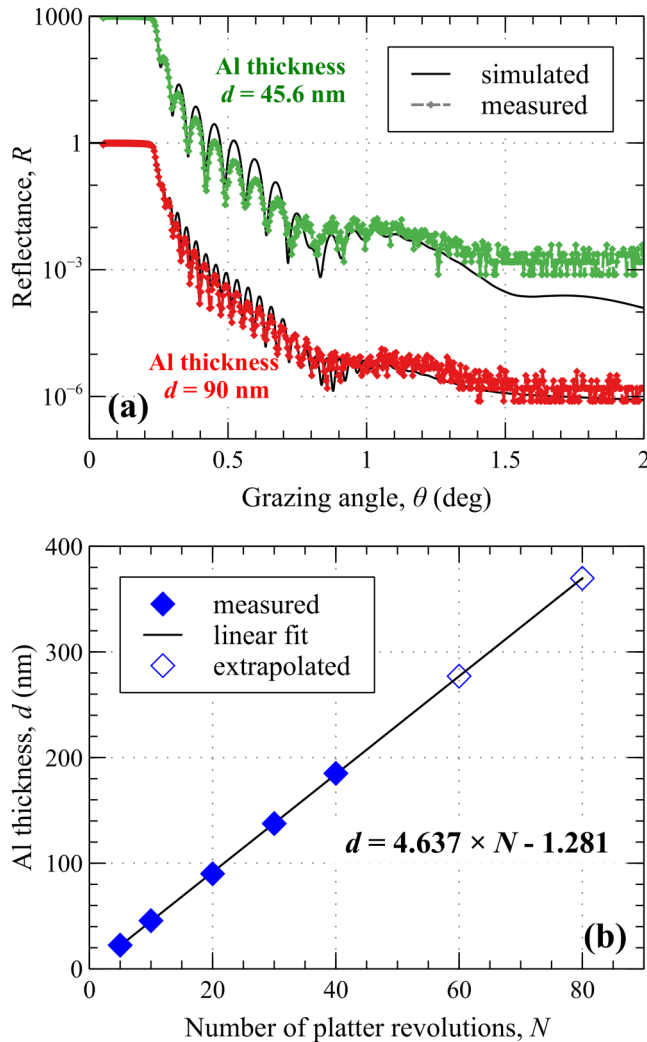 1000
1
10⁻³
10⁻⁶
Reflectance, R
Al thickness
d = 45.6 nm
simulated
measured
Al thickness
d = 90 nm
(a)
0 0.5 1 1.5 2
Grazing angle, θ (deg)
400
300
200
100
0
Al thickness, d (nm)
measured
linear fit
extrapolated
d = 4.637 × N - 1.281
(b)
0 20 40 60 80
Number of platter revolutions, N